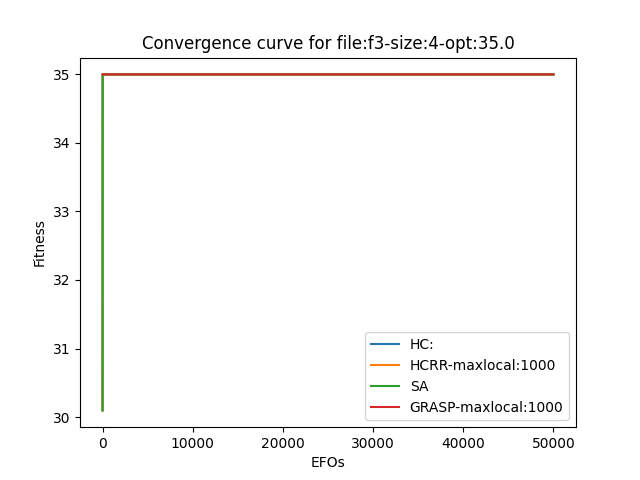 Convergence curve for file:f3-size:4-opt:35.0
35
34
33
32
31
30
Fitness
0 10000 20000 30000 40000 50000
EFOs
HC:
HCRR-maxlocal:1000
SA
GRASP-maxlocal:1000